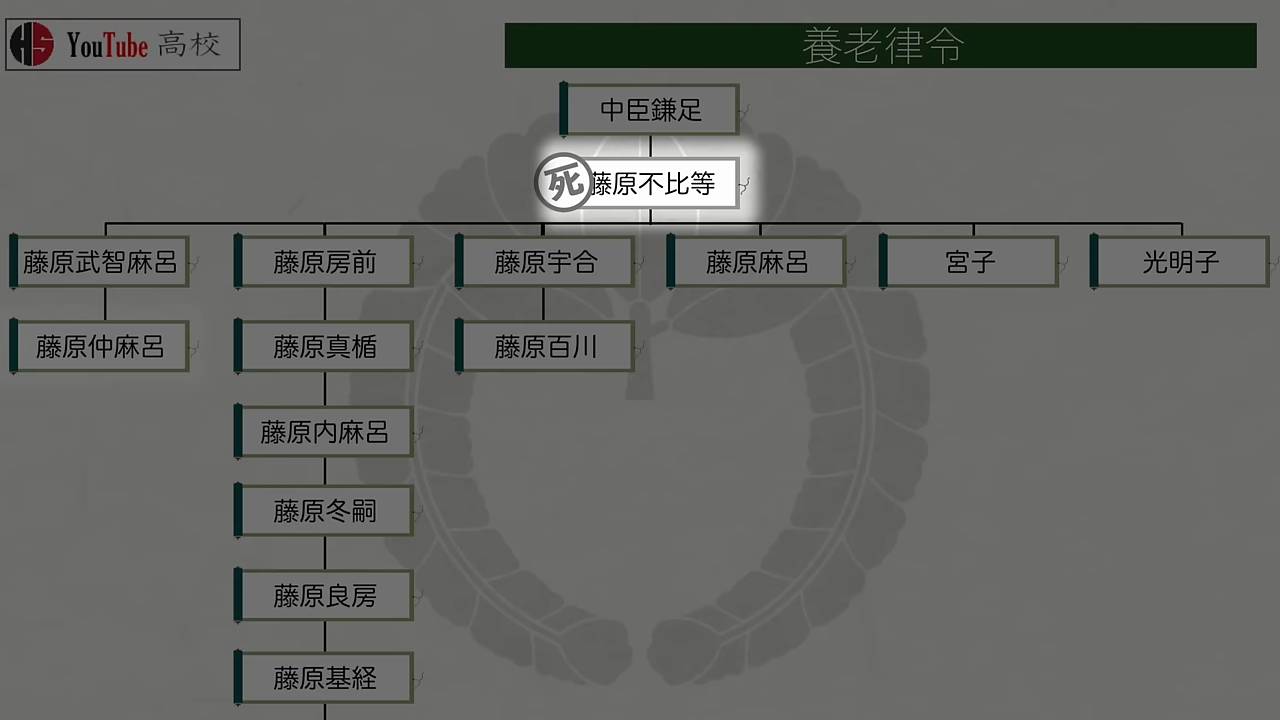 HS YouTube 高校
養老律令
中臣鎌足
死 藤原不比等
藤原武智麻呂 藤原房前 藤原宇合 藤原麻呂 宮子 光明子
藤原仲麻呂 藤原真楯 藤原百川
藤原内麻呂
藤原冬嗣
藤原良房
藤原基経